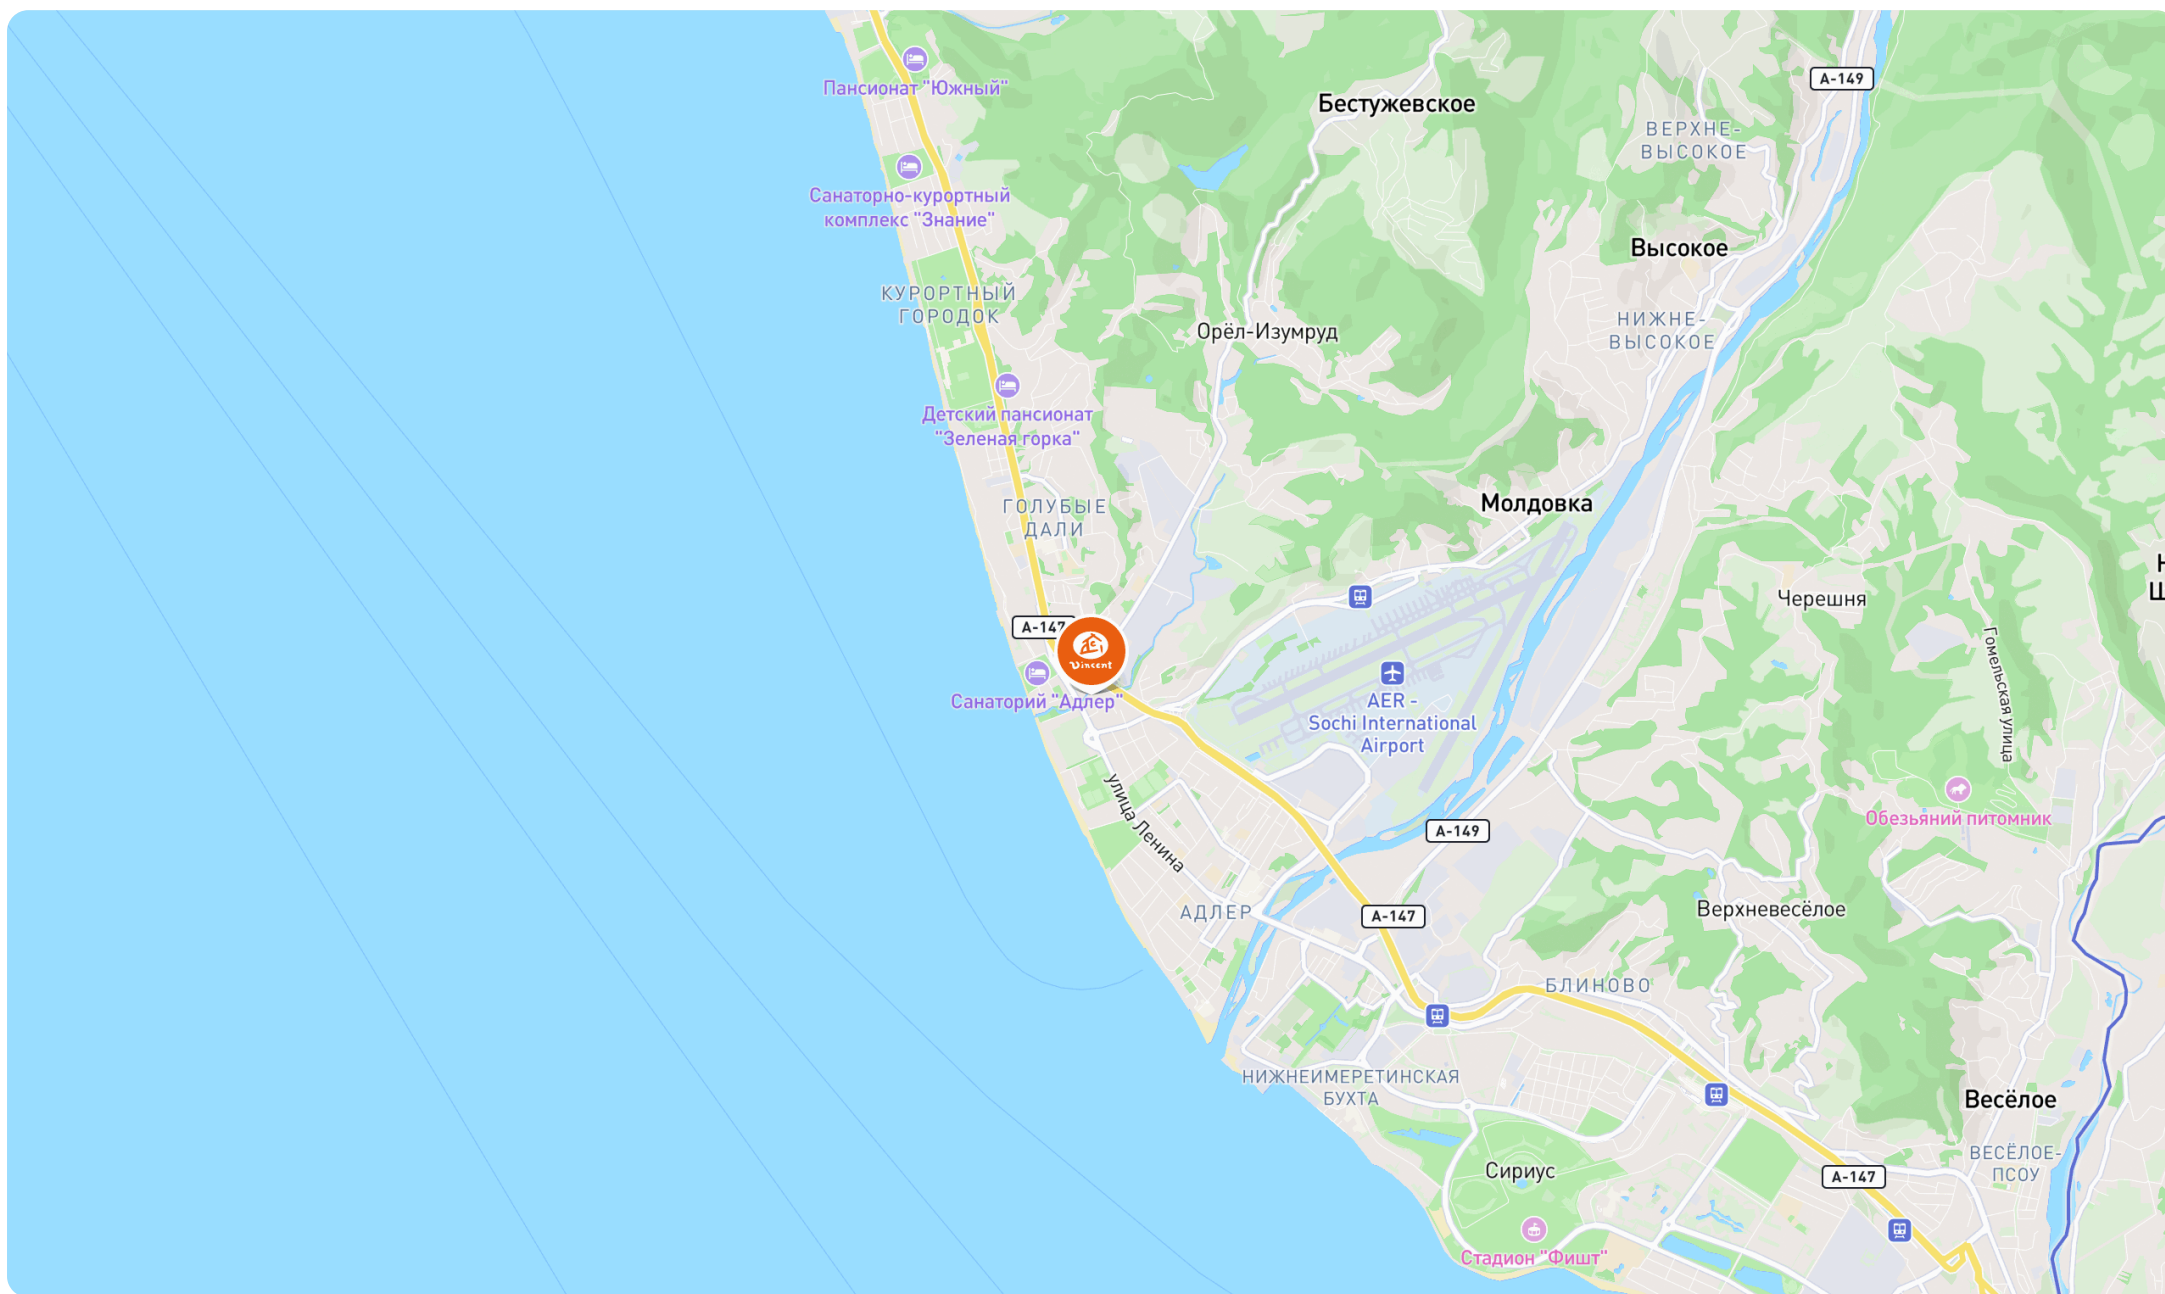 Пансионат "Южный"
Бестужевское
А-149
ВЕРХНЕ-
ВЫСОКОЕ
Санаторно-курортный
комплекс "Знание"
Высокое
КУРОРТНЫЙ
ГОРОДОК
Орёл-Изумруд
НИЖНЕ-
ВЫСОКОЕ
Детский пансионат
"Зеленая горка"
ГОЛУБЫЕ
ДАЛИ
Молдовка
Черешня
А-147
Vincent
Гомельская улица
Санаторий "Адлер"
AER -
Sochi International
Airport
улица Ленина
Обезьяний питомник
А-149
АДЛЕР
А-147
Верхневесёлое
БЛИНОВО
НИЖНЕИМЕРЕТИНСКАЯ
БУХТА
Весёлое
ВЕСЁЛОЕ-
ПСОУ
Сириус
А-147
Стадион "Фишт"